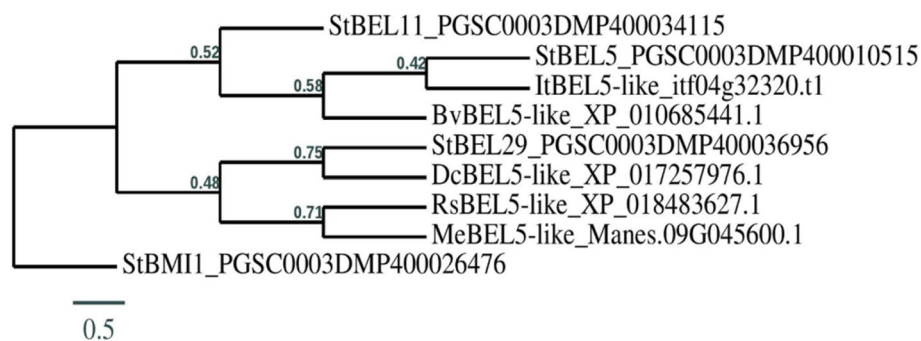 StBEL11_PGSC0003DMP400034115
0.52
StBEL5_PGSC0003DMP400010515
0.42
ItBEL5-like_itf04g32320.t1
0.58
BvBEL5-like_XP_010685441.1
StBEL29_PGSC0003DMP400036956
0.75
DcBEL5-like_XP_017257976.1
0.48
RsBEL5-like_XP_018483627.1
0.71
MeBEL5-like_Manes.09G045600.1
StBMI1_PGSC0003DMP400026476
0.5